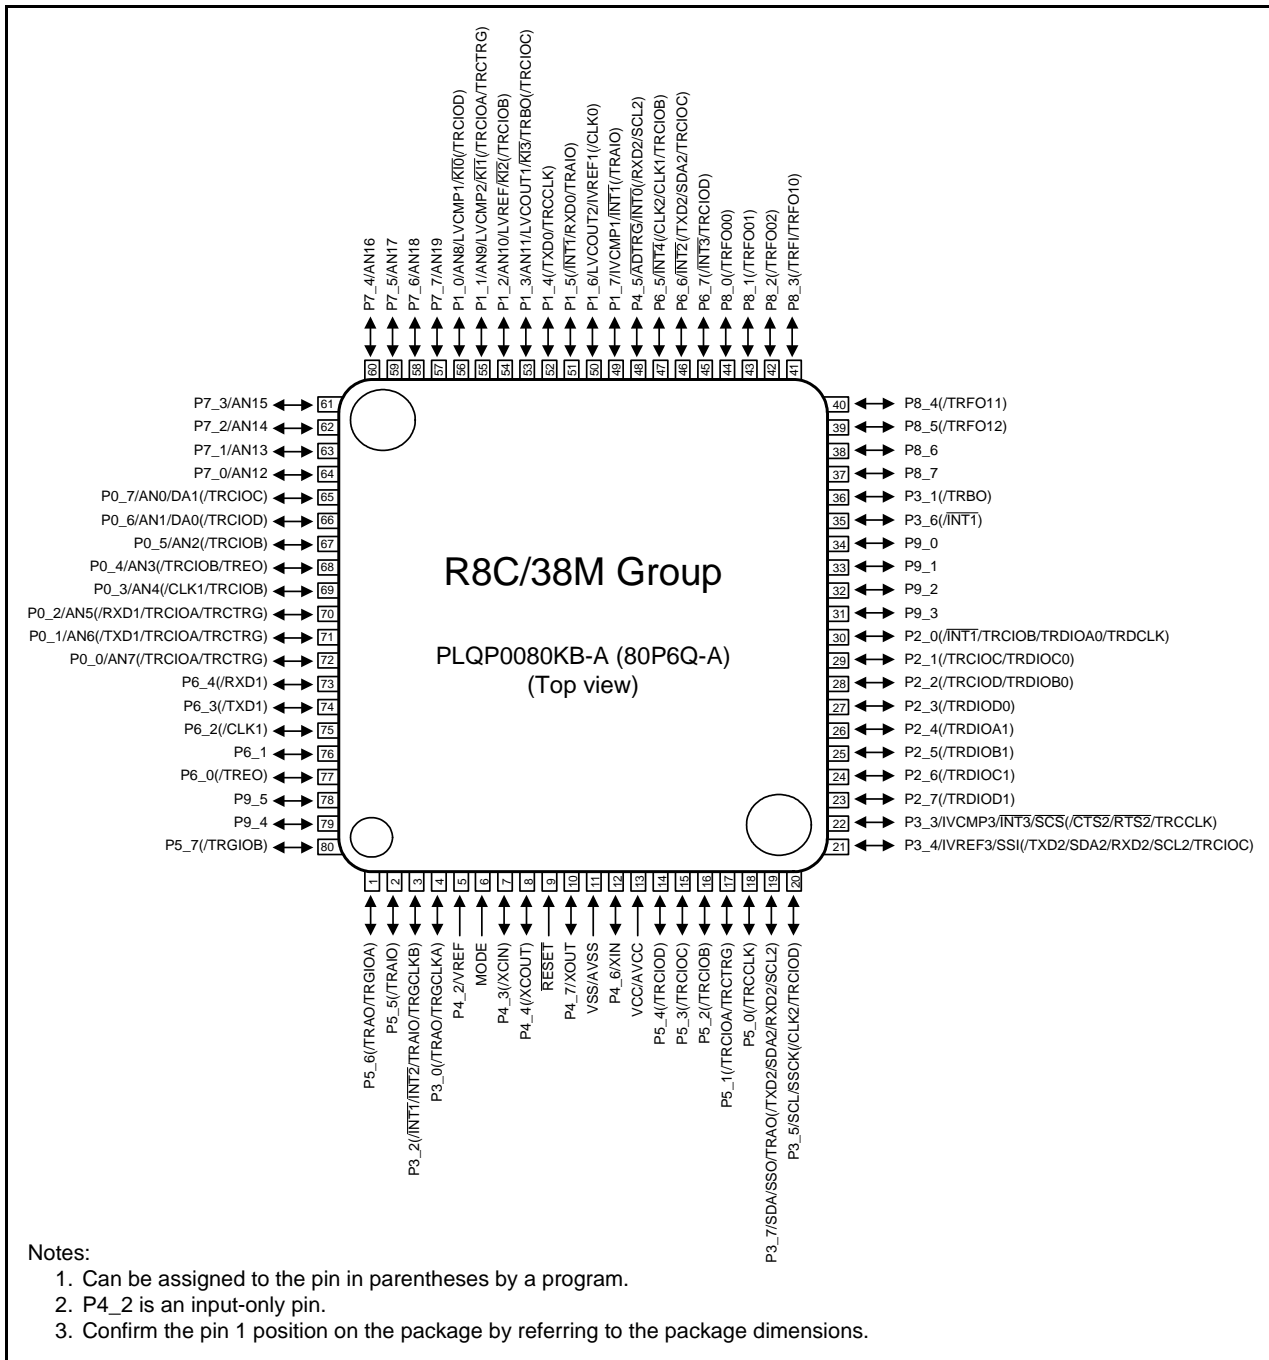 P7_4/AN16
P7_5/AN17
P7_6/AN18
P7_7/AN19
P1_0/AN8/LVCMP1/KI0(/TRCIOD)
P1_1/AN9/LVCMP2/KI1(/TRCIOA/TRCTRG)
P1_2/AN10/LVREF/KI2(/TRCIOB)
P1_3/AN11/LVCOUT1/KI3/TRBO(/TRCIOC)
P1_4(/TXD0/TRCCLK)
P1_5(/INT1/RXD0/TRAIO)
P1_6/LVCOUT2/IVREF1(/CLK0)
P1_7/IVCMP1/INT1(/TRAIO)
P4_5/ADTRG/INT0(/RXD2/SCL2)
P6_5/INT4(/CLK2/CLK1/TRCIOB)
P6_6/INT2(/TXD2/SDA2/TRCIOC)
P6_7(/INT3/TRCIOD)
P8_0(/TRFO00)
P8_1(/TRFO01)
P8_2(/TRFO02)
P8_3(/TRFI/TRFO10)
60 59 58 57 56 55 54 53 52 51 50 49 48 47 46 45 44 43 42 41
P7_3/AN15 61
P7_2/AN14 62
P7_1/AN13 63
P7_0/AN12 64
P0_7/AN0/DA1(/TRCIOC) 65
P0_6/AN1/DA0(/TRCIOD) 66
P0_5/AN2(/TRCIOB) 67
P0_4/AN3(/TRCIOB/TREO) 68
P0_3/AN4(/CLK1/TRCIOB) 69
P0_2/AN5(/RXD1/TRCIOA/TRCTRG) 70
P0_1/AN6(/TXD1/TRCIOA/TRCTRG) 71
P0_0/AN7(/TRCIOA/TRCTRG) 72
P6_4(/RXD1) 73
P6_3(/TXD1) 74
P6_2(/CLK1) 75
P6_1 76
P6_0(/TREO) 77
P9_5 78
P9_4 79
P5_7(/TRGIOB) 80
R8C/38M Group
PLQP0080KB-A (80P6Q-A)
(Top view)
40 P8_4(/TRFO11)
39 P8_5(/TRFO12)
38 P8_6
37 P8_7
36 P3_1(/TRBO)
35 P3_6(/INT1)
34 P9_0
33 P9_1
32 P9_2
31 P9_3
30 P2_0(/INT1/TRCIOB/TRDIOA0/TRDCLK)
29 P2_1(/TRCIOC/TRDIOC0)
28 P2_2(/TRCIOD/TRDIOB0)
27 P2_3(/TRDIOD0)
26 P2_4(/TRDIOA1)
25 P2_5(/TRDIOB1)
24 P2_6(/TRDIOC1)
23 P2_7(/TRDIOD1)
22 P3_3/IVCMP3/INT3/SCS(/CTS2/RTS2/TRCCLK)
21 P3_4/IVREF3/SSI(/TXD2/SDA2/RXD2/SCL2/TRCIOC)
1 2 3 4 5 6 7 8 9 10 11 12 13 14 15 16 17 18 19 20
P5_6(/TRAO/TRGIOA)
P5_5(/TRAIO)
P3_2(/INT1/INT2/TRAIO/TRGCLKB)
P3_0(/TRAO/TRGCLKA)
P4_2/VREF
MODE
P4_3(/XCIN)
P4_4(/XCOUT)
RESET
P4_7/XOUT
VSS/AVSS
P4_6/XIN
VCC/AVCC
P5_4(/TRCIOD)
P5_3(/TRCIOC)
P5_2(/TRCIOB)
P5_1(/TRCIOA/TRCTRG)
P5_0(/TRCCLK)
P3_7/SDA/SSO/TRAO(/TXD2/SDA2/RXD2/SCL2)
P3_5/SCL/SSCK(/CLK2/TRCIOD)
Notes:
1. Can be assigned to the pin in parentheses by a program.
2. P4_2 is an input-only pin.
3. Confirm the pin 1 position on the package by referring to the package dimensions.